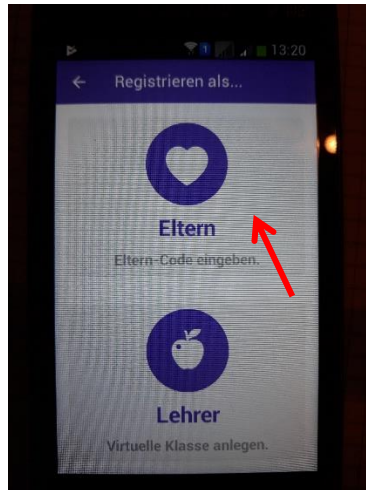 13:20
Registrieren als...
Eltern
Eltern-Code eingeben.
Lehrer
Virtuelle Klasse anlegen.